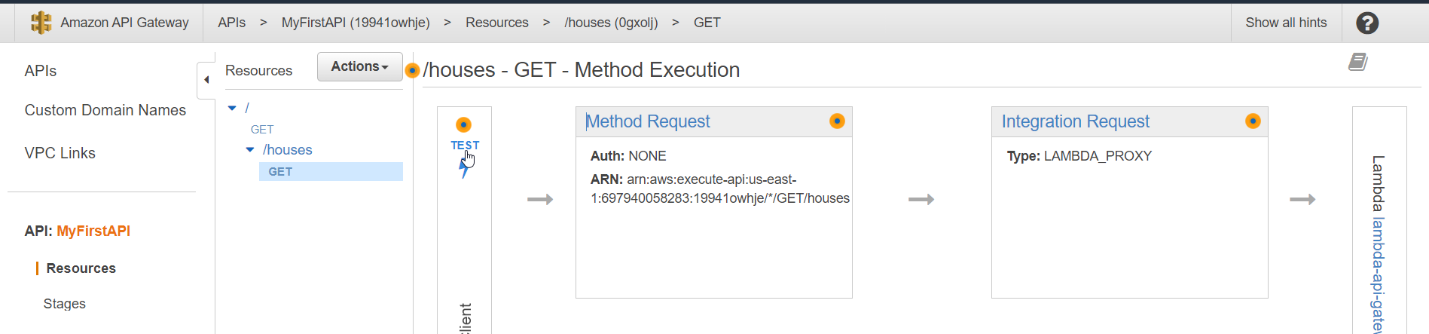 Amazon API Gateway APIs > MyFirstAPI (19941owhje) > Resources > /houses (0gxolj) > GET Show all hints ?
APIs
Custom Domain Names
VPC Links
API: MyFirstAPI
Resources
Stages
Resources Actions
/
GET
/houses
GET
/houses - GET - Method Execution
TEST
Method Request
Auth: NONE
ARN: arn:aws:execute-api:us-east-
1:697940058283:19941owhje/*/GET/houses
Integration Request
Type: LAMBDA_PROXY
Lambda lambda-api-gatew